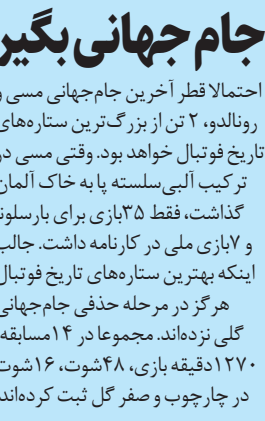 جام جهانی بگیر
احتمالا قطر آخرین جام‌جهانی مسی و
رونالدو، ۲ تن از بزرگ‌ترین ستاره‌های
تاریخ فوتبال خواهد بود. وقتی مسی در
ترکیب آلبی‌سلسته پا به خاک آلمان
گذاشت، فقط ۳۵بازی برای بارسلونا
و ۷بازی ملی در کارنامه داشت. جالب
اینکه بهترین ستاره‌های تاریخ فوتبال
هرگز در مرحله حذفی جام‌جهانی
گلی نزده‌اند. مجموعا در ۱۴مسابقه،
۱۲۷۰دقیقه بازی، ۴۸شوت، ۱۶شوت
در چارچوب و صفر گل ثبت کرده‌اند.